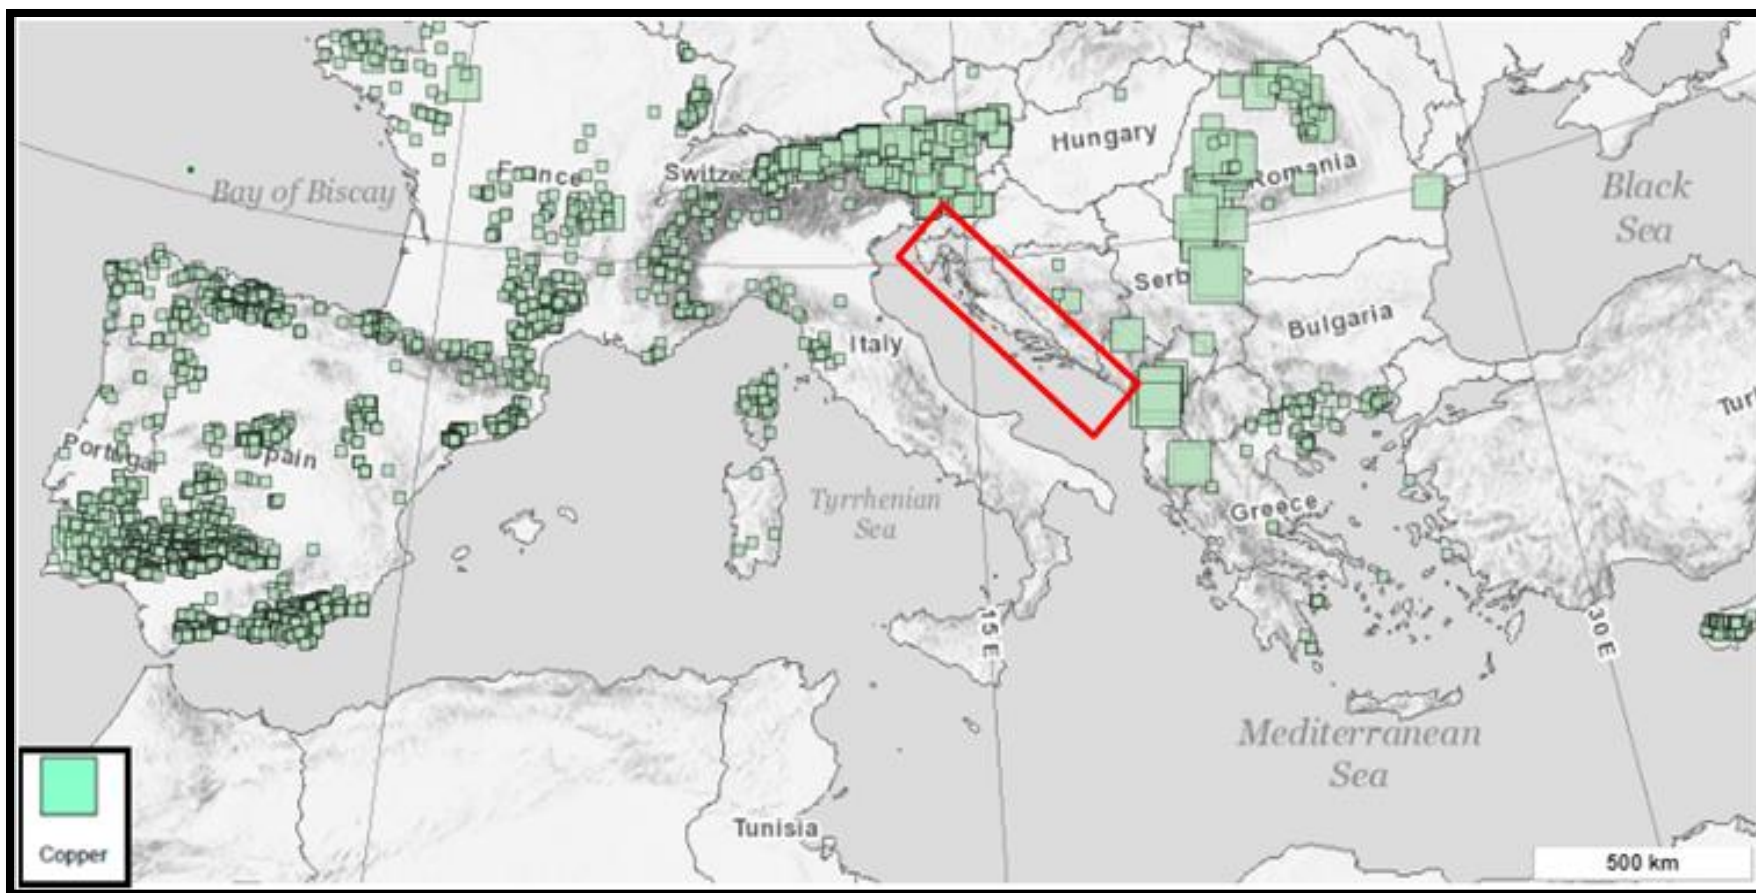 Hungary
France
Switze
Romania
Bay of Biscay
Black
Sea
Serb
Bulgaria
Italy
Tur
Portugal
Spain
Tyrrhenian
Sea
Greece
15 E
30 E
Mediterranean
Sea
Tunisia
Copper
500 km